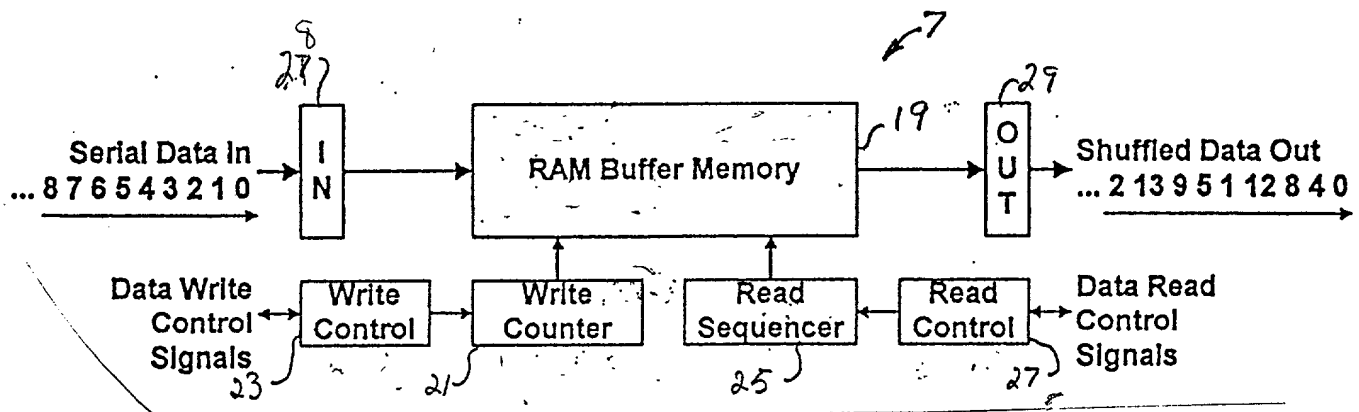 8
7
27
29
19
Serial Data In
... 8 7 6 5 4 3 2 1 0
IN
RAM Buffer Memory
OUT
Shuffled Data Out
... 2 13 9 5 1 12 8 4 0
Data Write
Control
Signals
Write
Control
Write
Counter
Read
Sequencer
Read
Control
Data Read
Control
Signals
23
21
25
27